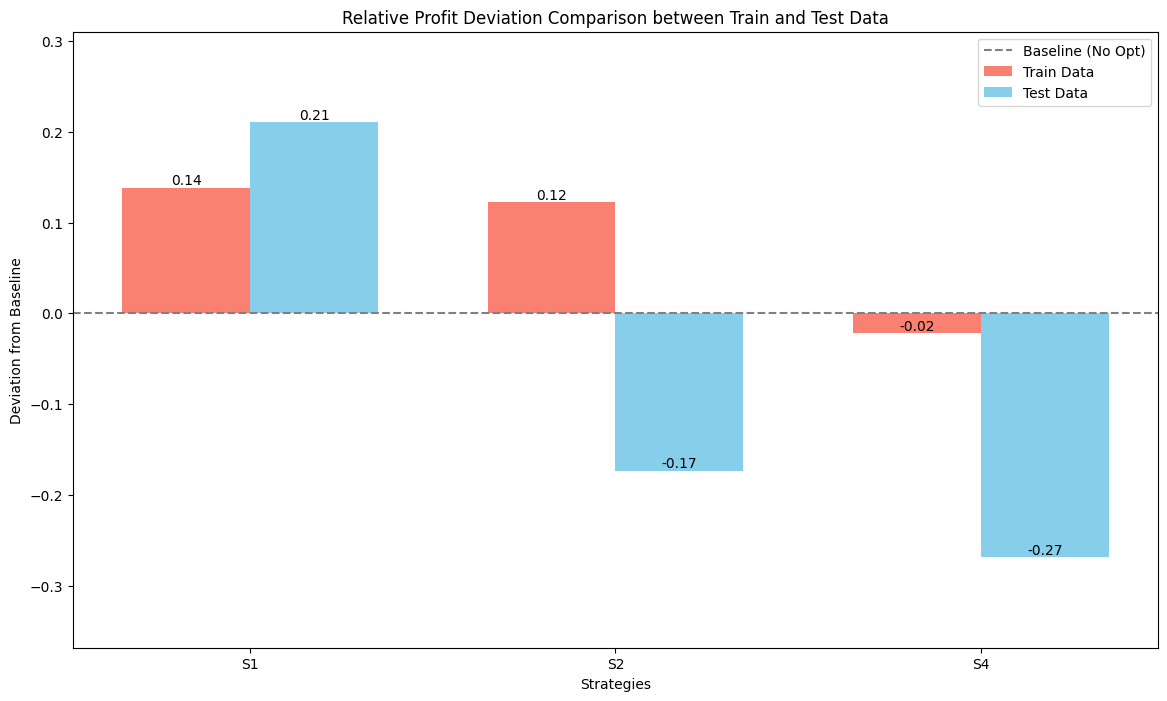 Relative Profit Deviation Comparison between Train and Test Data
Baseline (No Opt)
Train Data
Test Data
Deviation from Baseline
0.3
0.2
0.1
0.0
−0.1
−0.2
−0.3
0.14
0.21
0.12
-0.17
-0.02
-0.27
S1
S2
S4
Strategies